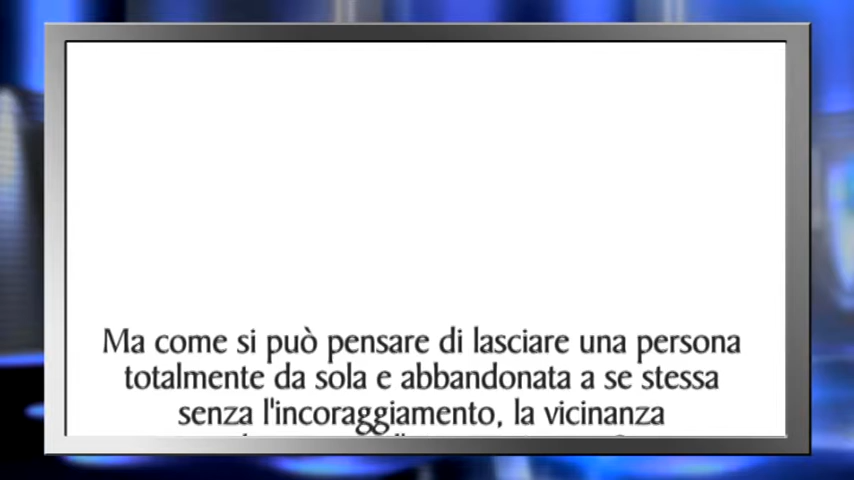 Ma come si può pensare di lasciare una persona
totalmente da sola e abbandonata a se stessa
senza l'incoraggiamento, la vicinanza